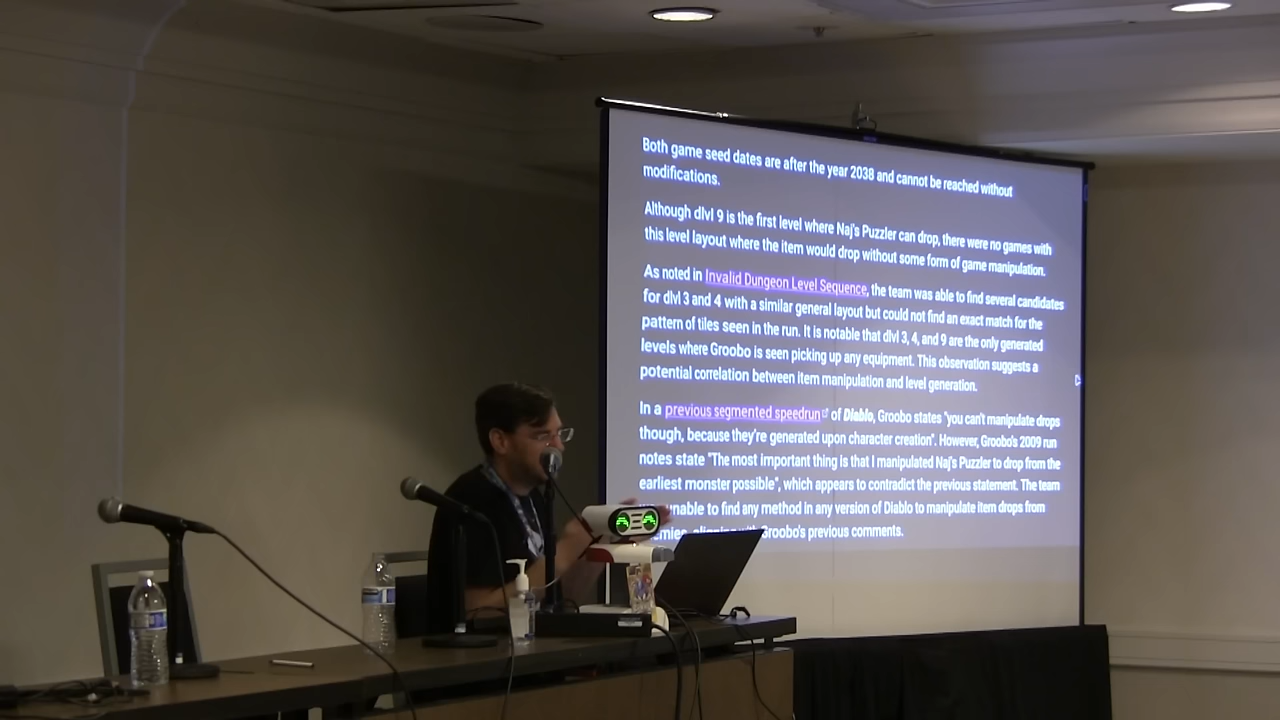 Both game seed dates are after the year 2038 and cannot be reached without
modifications.
Although dlvl 9 is the first level where Naj's Puzzler can drop, there were no games with
this level layout where the item would drop without some form of game manipulation.
As noted in Invalid Dungeon Level Sequence, the team was able to find several candidates
for dlvl 3 and 4 with a similar general layout but could not find an exact match for the
pattern of tiles seen in the run. It is notable that dlvl 3, 4, and 9 are the only generated
levels where Groobo is seen picking up any equipment. This observation suggests a
potential correlation between item manipulation and level generation.
In a previous segmented speedrun of Diablo, Groobo states "you can't manipulate drops
though, because they're generated upon character creation". However, Groobo's 2009 run
notes state "The most important thing is that I manipulated Naj's Puzzler to drop from the
earliest monster possible", which appears to contradict the previous statement. The team
unable to find any method in any version of Diablo to manipulate item drops from
Groobo's previous comments.